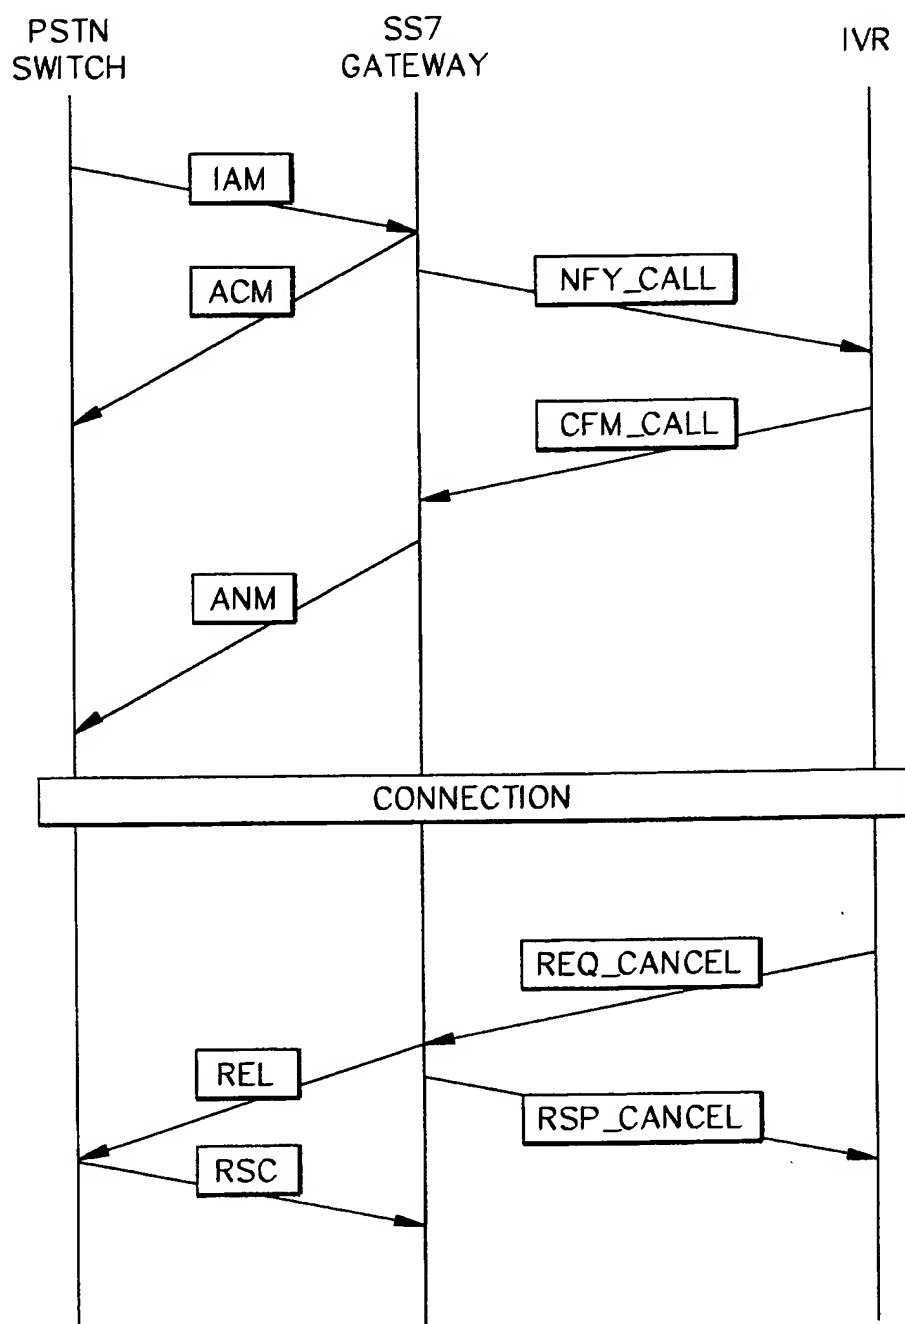 PSTN
SWITCH
SS7
GATEWAY
IVR
IAM
ACM
NFY_CALL
CFM_CALL
ANM
CONNECTION
REQ_CANCEL
REL
RSP_CANCEL
RSC